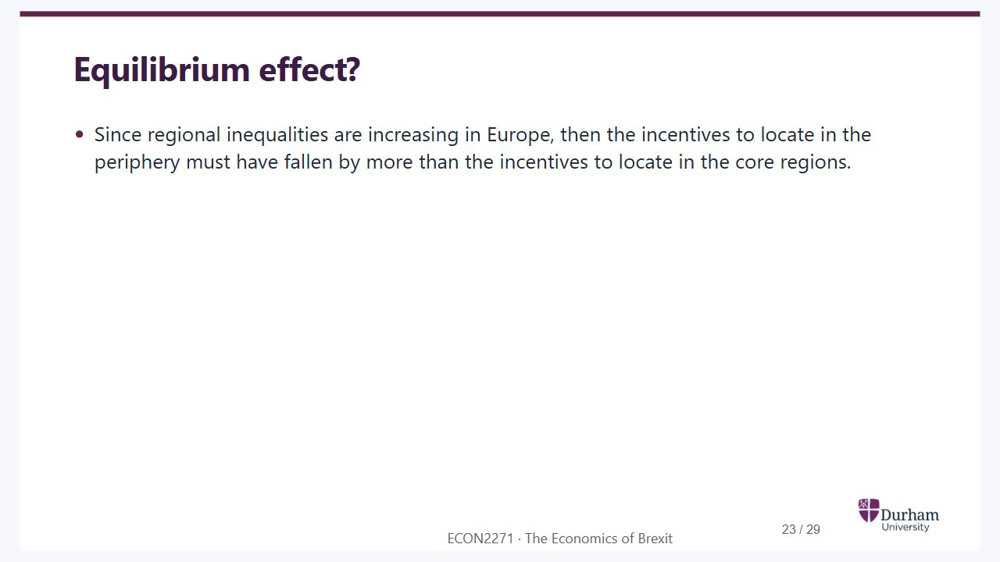 Equilibrium effect?
• Since regional inequalities are increasing in Europe, then the incentives to locate in the
periphery must have fallen by more than the incentives to locate in the core regions.
ECON2271 · The Economics of Brexit
23 / 29
Durham
University